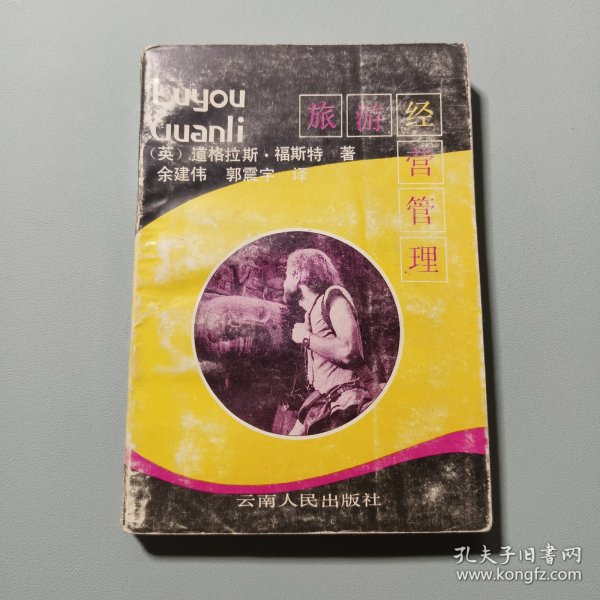 Luyou
Guanli
旅游经
营管理
（英）道格拉斯·福斯特 著
余建伟 郭震宇 译
云南人民出版社
孔夫子旧书网
www.kongfz.com